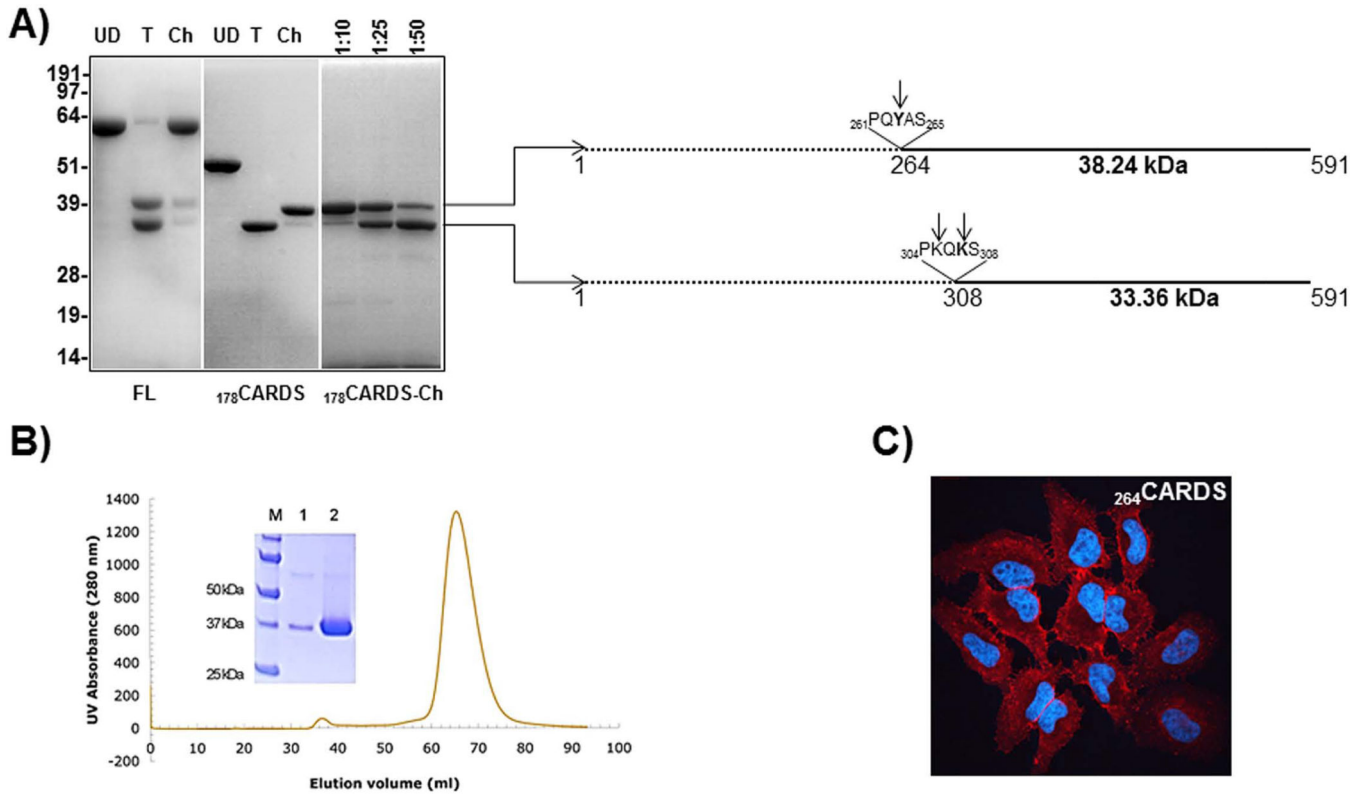 A)
UD T Ch UD T Ch 1:10 1:25 1:50
191-
97-
64-
51-
39-
28-
19-
14-
FL 178CARDS 178CARDS-Ch
261PQYAS265
1 264 38.24 kDa 591
304PKQKS308
1 308 33.36 kDa 591
B)
UV Absorbance (280 nm)
1400
1200
1000
800
600
400
200
0
-200
M 1 2
50kDa
37kDa
25kDa
0 10 20 30 40 50 60 70 80 90 100
Elution volume (ml)
C)
264CARDS